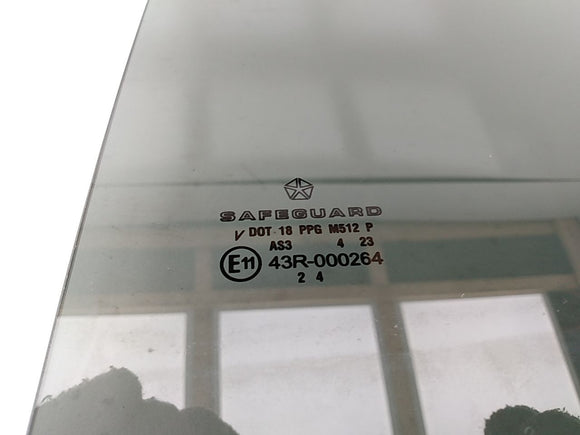 SAFEGUARD
V DOT-18 PPG M512 P
AS3 4 23
E11 43R-000264
2 4